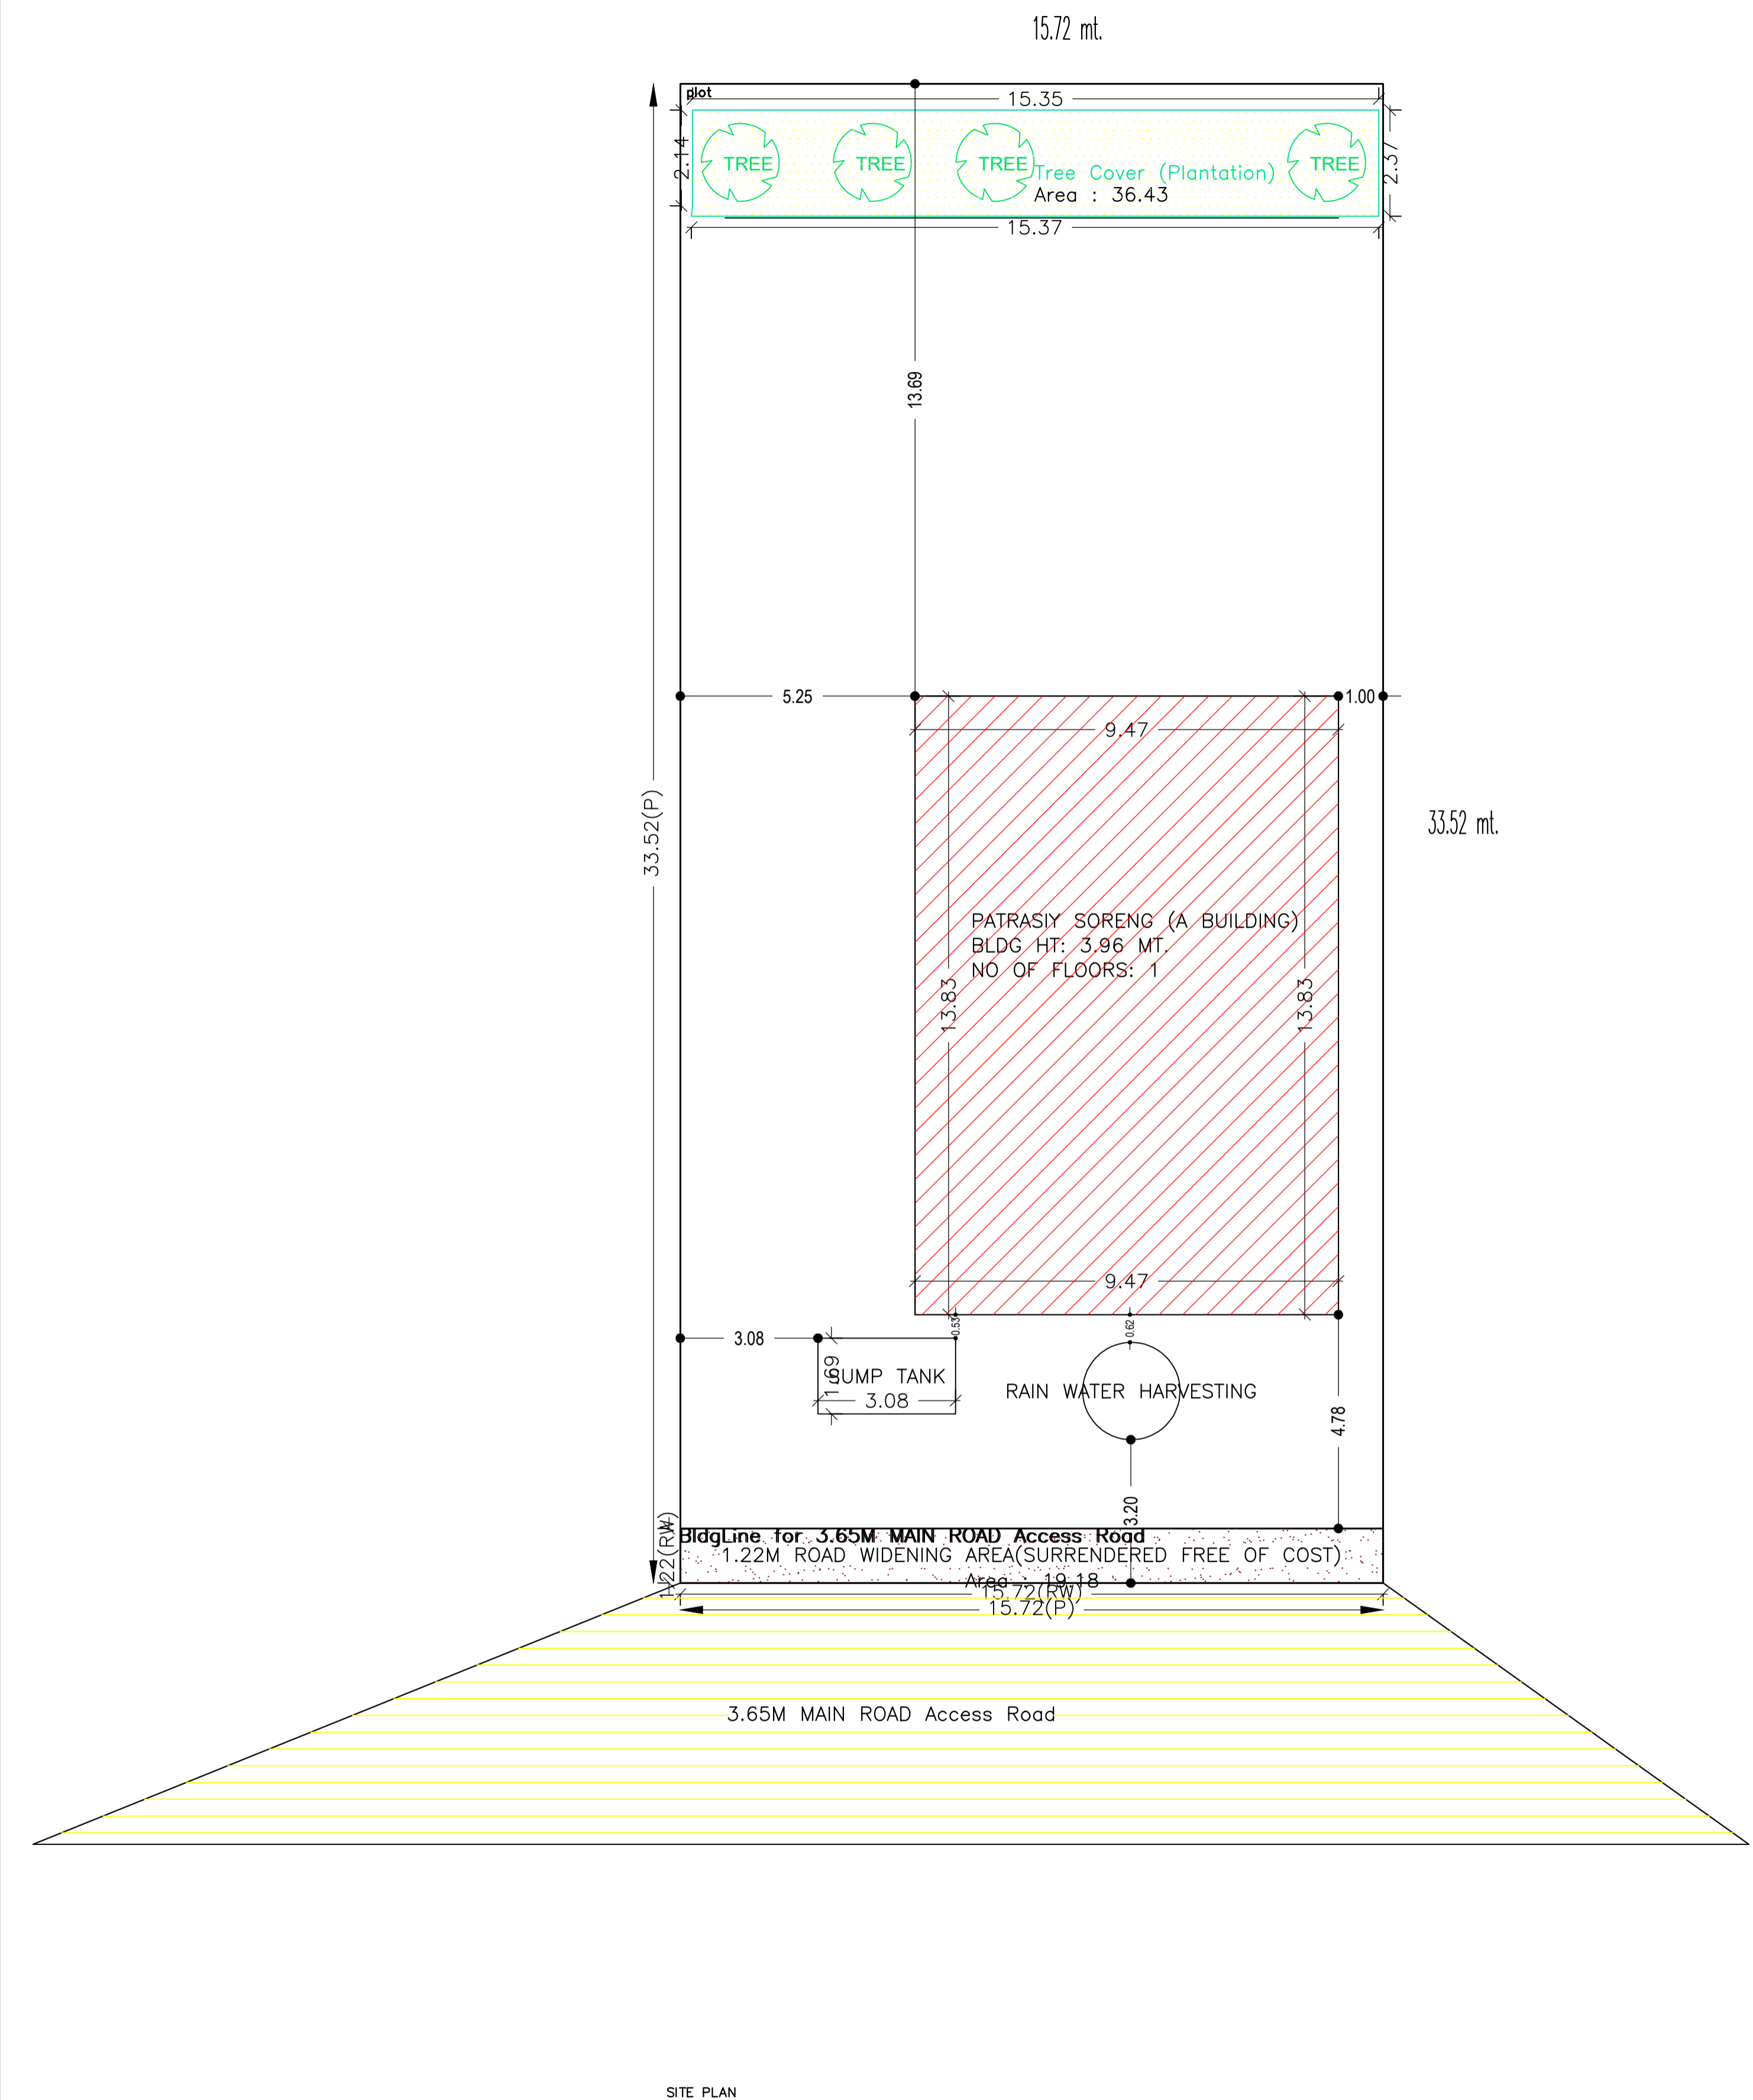 15.72 mt.
plot
15.35
2.14
TREE
TREE
TREE
TREE
2.37
Tree Cover (Plantation)
Area : 36.43
15.37
13.69
5.25
1.00
9.47
33.52(P)
33.52 mt.
PATRASIY SORENG (A BUILDING)
BLDG HT: 3.96 MT.
NO OF FLOORS: 1
13.83
13.83
9.47
0.53
0.62
3.08
1.69
SUMP TANK
3.08
RAIN WATER HARVESTING
4.78
3.20
1.22(RW)
BldgLine for 3.65M MAIN ROAD Access Road
1.22M ROAD WIDENING AREA(SURRENDERED FREE OF COST)
Area : 19.18
15.72(RW)
15.72(P)
3.65M MAIN ROAD Access Road
SITE PLAN